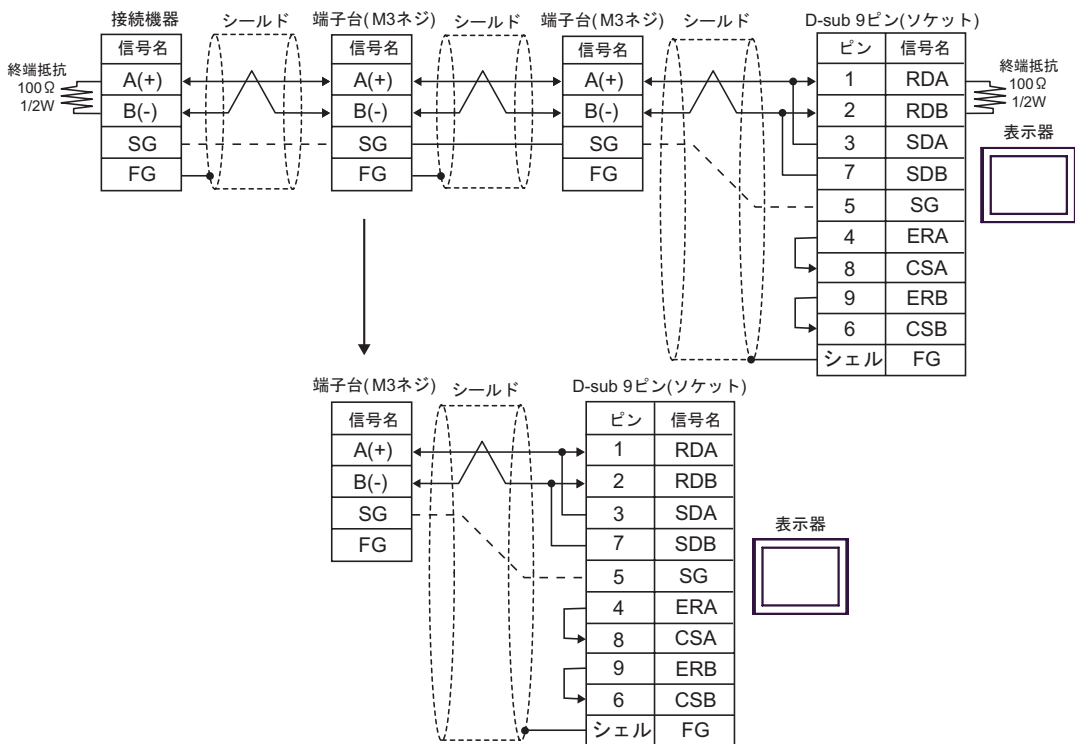 接続機器 シールド 端子台(M3ネジ) シールド 端子台(M3ネジ) シールド D-sub 9ピン(ソケット)
信号名 信号名 信号名 ピン 信号名
終端抵抗
100Ω
1/2W
A(+) A(+) A(+) 1 RDA
B(-) B(-) B(-) 2 RDB
SG SG SG 3 SDA
FG FG FG 7 SDB
5 SG
4 ERA
8 CSA
9 ERB
6 CSB
シェル FG
終端抵抗
100Ω
1/2W
表示器
端子台(M3ネジ) シールド D-sub 9ピン(ソケット)
信号名 ピン 信号名
A(+) 1 RDA
B(-) 2 RDB
SG 3 SDA
FG 7 SDB
5 SG
4 ERA
8 CSA
9 ERB
6 CSB
シェル FG
表示器